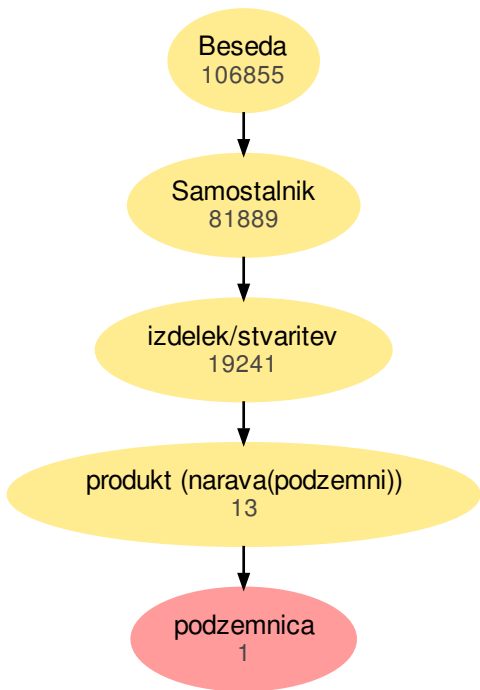 Beseda
106855
Samostalnik
81889
izdelek/stvaritev
19241
produkt (narava(podzemni))
13
podzemnica
1